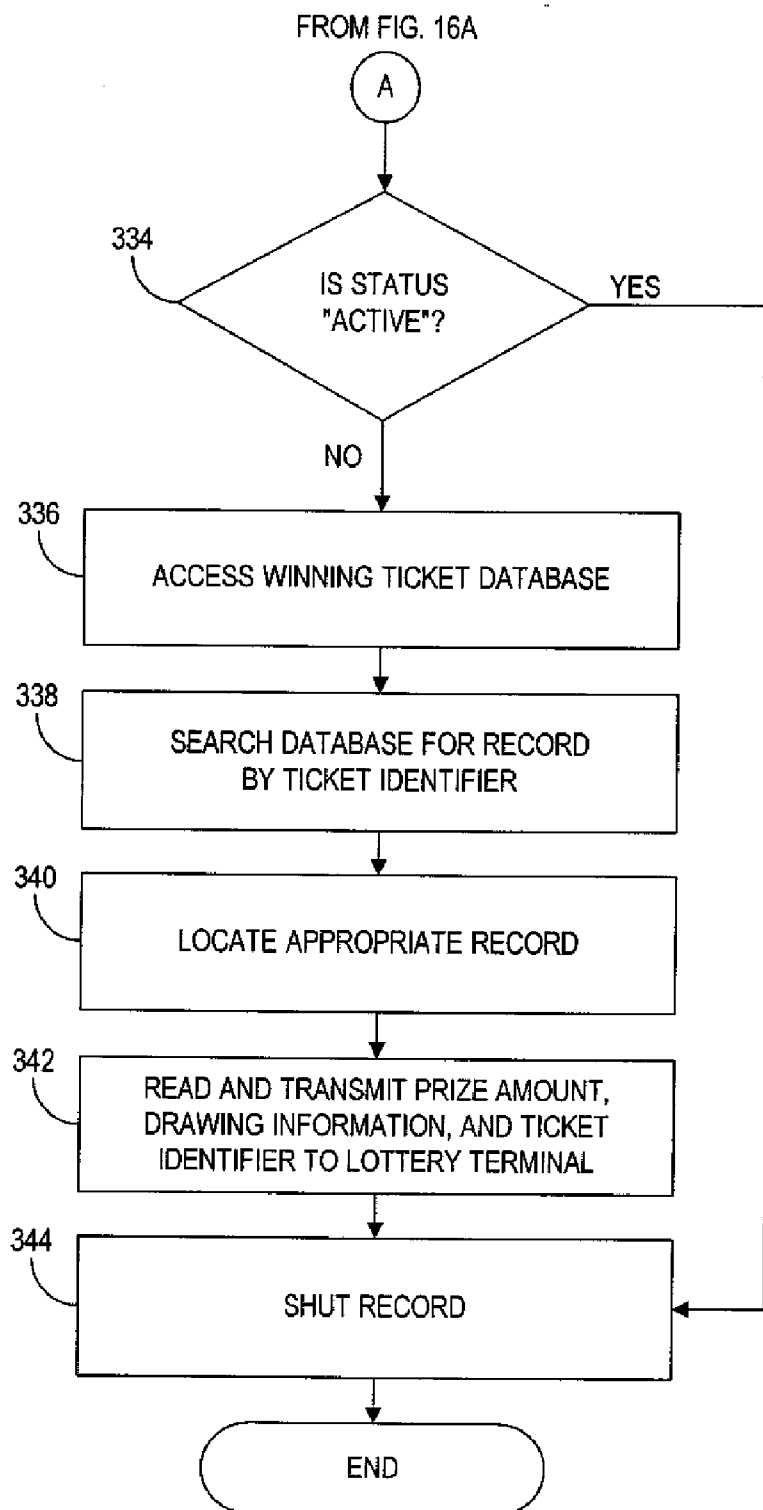 FROM FIG. 16A
A
334
IS STATUS
"ACTIVE"?
YES
NO
336
ACCESS WINNING TICKET DATABASE
338
SEARCH DATABASE FOR RECORD
BY TICKET IDENTIFIER
340
LOCATE APPROPRIATE RECORD
342
READ AND TRANSMIT PRIZE AMOUNT,
DRAWING INFORMATION, AND TICKET
IDENTIFIER TO LOTTERY TERMINAL
344
SHUT RECORD
END